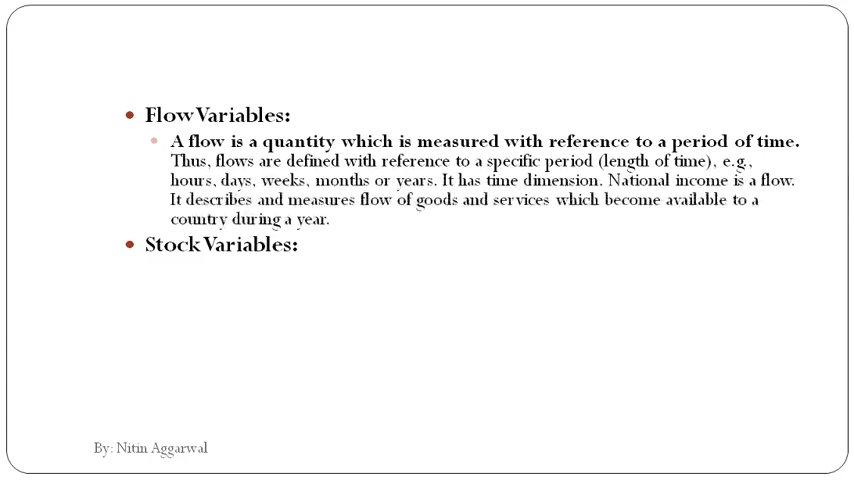 Flow Variables:
A flow is a quantity which is measured with reference to a period of time.
Thus, flows are defined with reference to a specific period (length of time), e.g.,
hours, days, weeks, months or years. It has time dimension. National income is a flow.
It describes and measures flow of goods and services which become available to a
country during a year.
Stock Variables:
By: Nitin Aggarwal